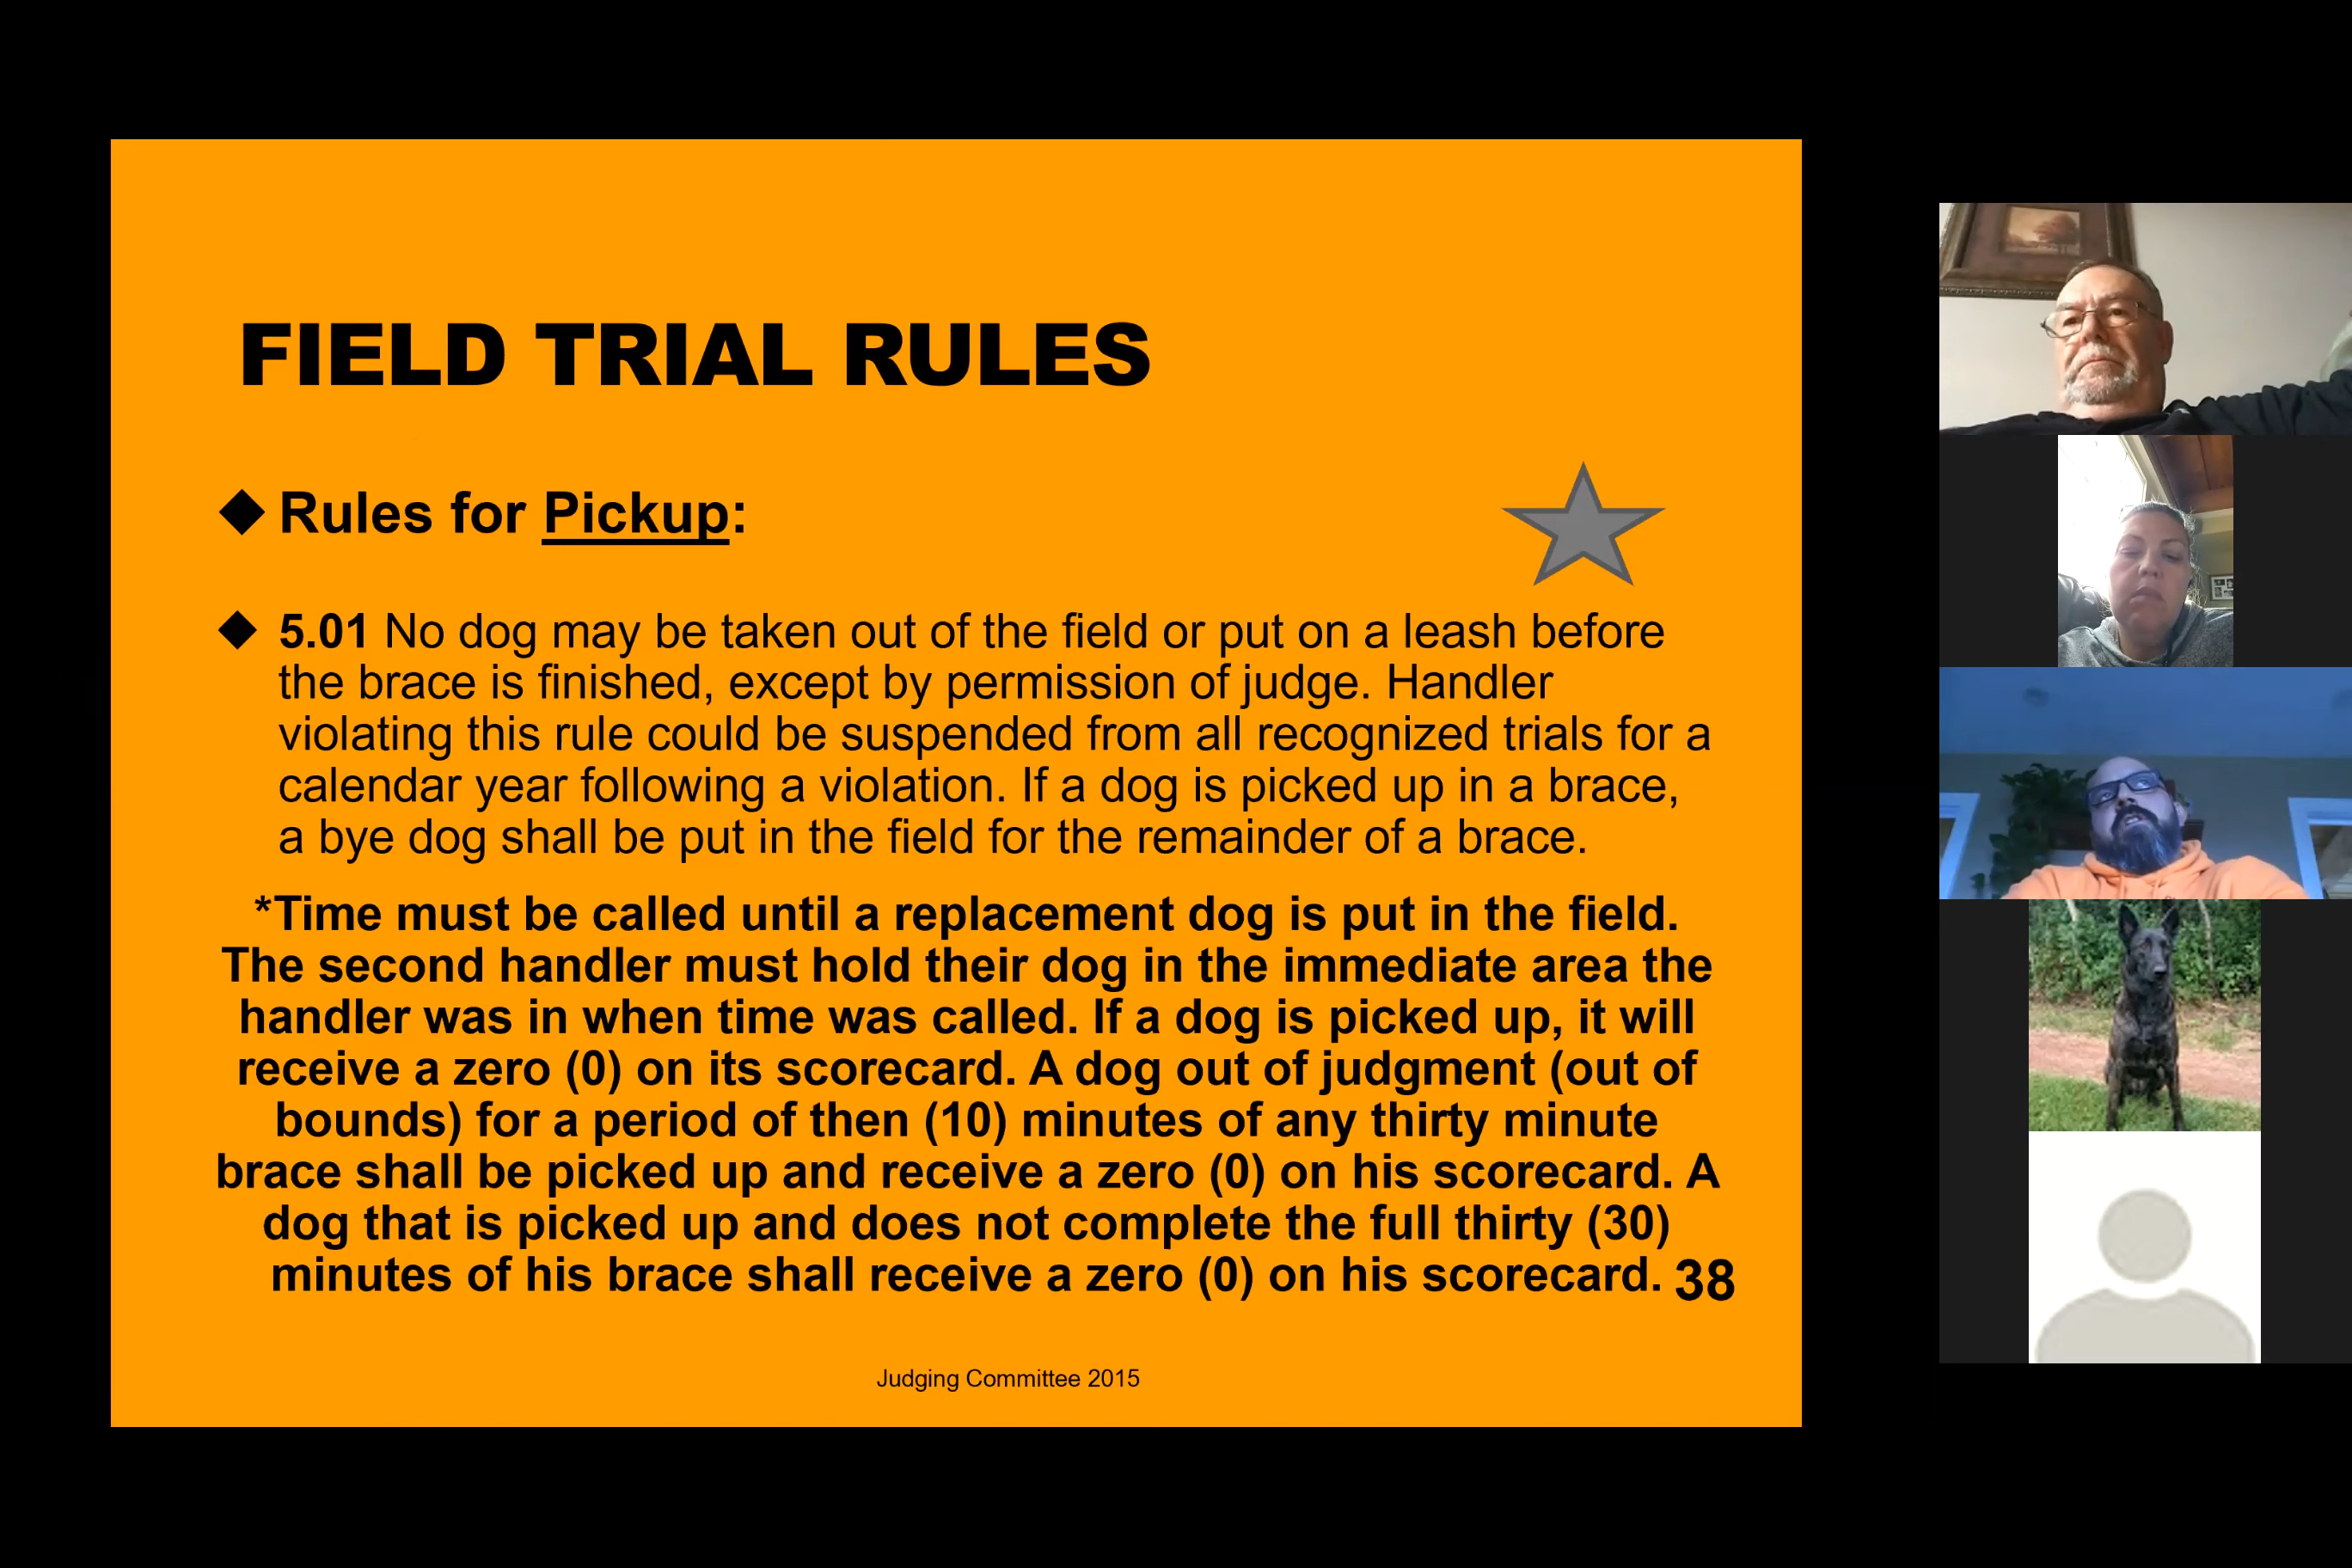 FIELD TRIAL RULES
Rules for Pickup:
5.01 No dog may be taken out of the field or put on a leash before
the brace is finished, except by permission of judge. Handler
violating this rule could be suspended from all recognized trials for a
calendar year following a violation. If a dog is picked up in a brace,
a bye dog shall be put in the field for the remainder of a brace.
*Time must be called until a replacement dog is put in the field.
The second handler must hold their dog in the immediate area the
handler was in when time was called. If a dog is picked up, it will
receive a zero (0) on its scorecard. A dog out of judgment (out of
bounds) for a period of then (10) minutes of any thirty minute
brace shall be picked up and receive a zero (0) on his scorecard. A
dog that is picked up and does not complete the full thirty (30)
minutes of his brace shall receive a zero (0) on his scorecard. 38
Judging Committee 2015